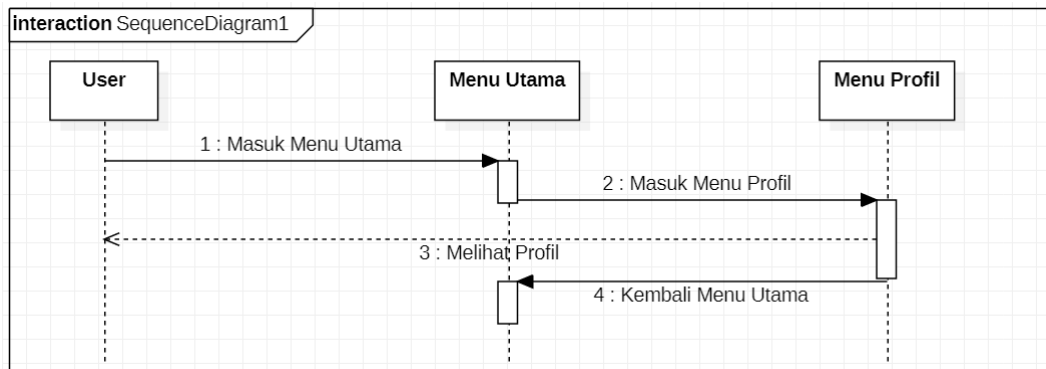 interaction SequenceDiagram1
User
Menu Utama
Menu Profil
1 : Masuk Menu Utama
2 : Masuk Menu Profil
3 : Melihat Profil
4 : Kembali Menu Utama